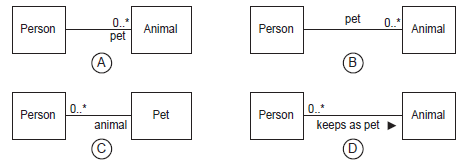 Person 0..* Animal
pet
A
pet
Person 0..* Animal
B
Person 0..* Pet
animal
C
Person 0..* Animal
keeps as pet ►
D